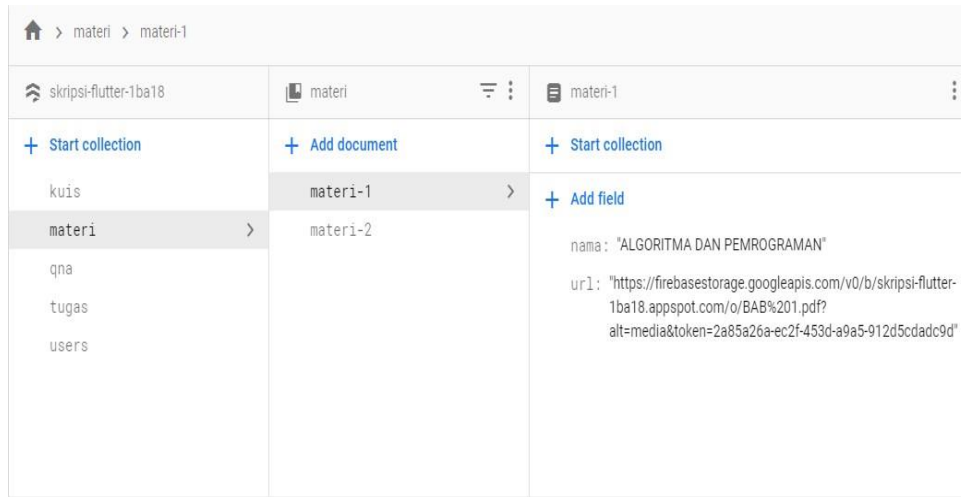 materi > materi-1
skripsi-flutter-1ba18
+ Start collection
kuis
materi
qna
tugas
users
materi
+ Add document
materi-1
materi-2
materi-1
+ Start collection
+ Add field
nama: "ALGORITMA DAN PEMROGRAMAN"
url: "https://firebasestorage.googleapis.com/v0/b/skripsi-flutter-
1ba18.appspot.com/o/BAB%201.pdf?
alt=media&token=2a85a26a-ec2f-453d-a9a5-912d5cdadc9d"